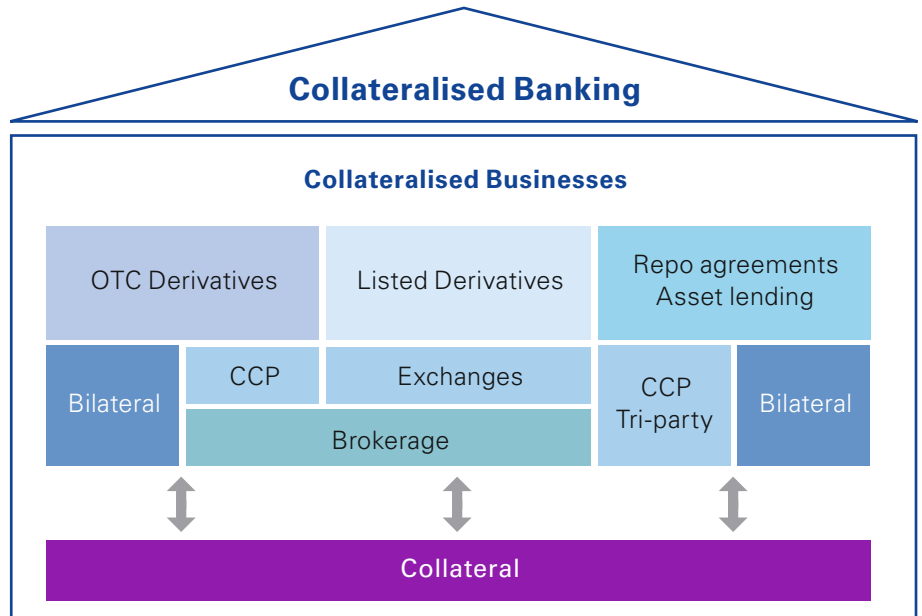 Collateralised Banking
Collateralised Businesses
OTC Derivatives
Listed Derivatives
Repo agreements
Asset lending
Bilateral
CCP
Exchanges
Brokerage
CCP
Tri-party
Bilateral
Collateral